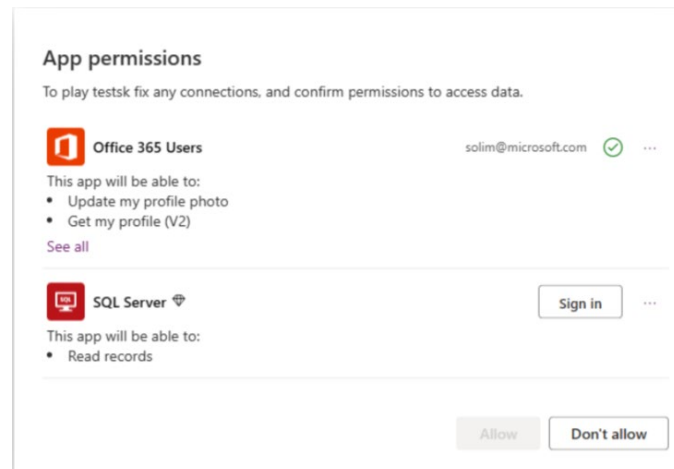 App permissions
To play testsk fix any connections, and confirm permissions to access data.
Office 365 Users
solim@microsoft.com
...
This app will be able to:
• Update my profile photo
• Get my profile (V2)
See all
SQL
SQL Server
Sign in
...
This app will be able to:
• Read records
Allow
Don't allow